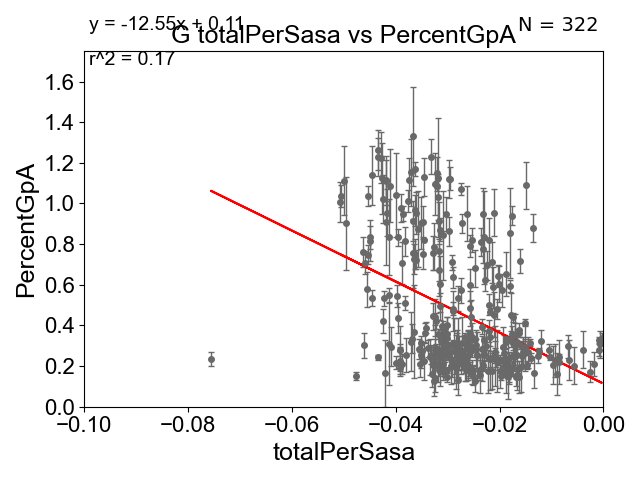 y = -12.55x + 0.11
N = 322
G totalPerSasa vs PercentGpA
r^2 = 0.17
PercentGpA
1.6
1.4
1.2
1.0
0.8
0.6
0.4
0.2
0.0
−0.10 −0.08 −0.06 −0.04 −0.02 0.00
totalPerSasa